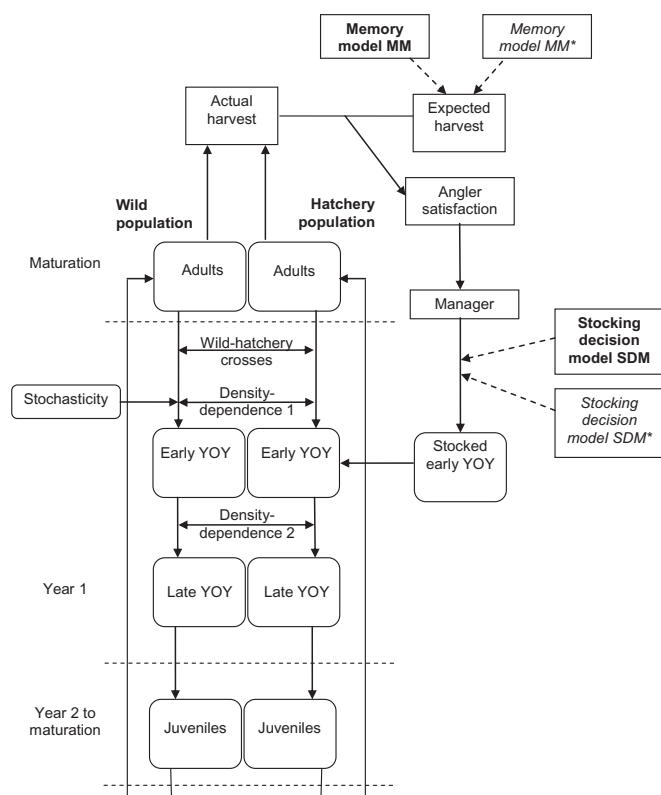 Memory
model MM
Memory
model MM*
Actual
harvest
Expected
harvest
Wild
population
Hatchery
population
Angler
satisfaction
Maturation
Adults
Adults
Manager
Wild-hatchery
crosses
Stocking
decision
model SDM
Stochasticity
Density-
dependence 1
Stocking
decision
model SDM*
Early YOY
Early YOY
Stocked
early YOY
Density-
dependence 2
Year 1
Late YOY
Late YOY
Year 2 to
maturation
Juveniles
Juveniles